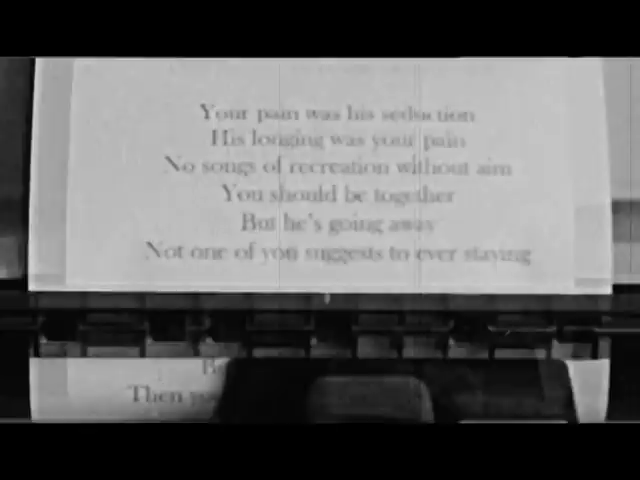 Your pain was his seduction
His longing was your pain
No songs of recreation without aim
You should be together
But he's going away
Not one of you suggests to ever staying
Then